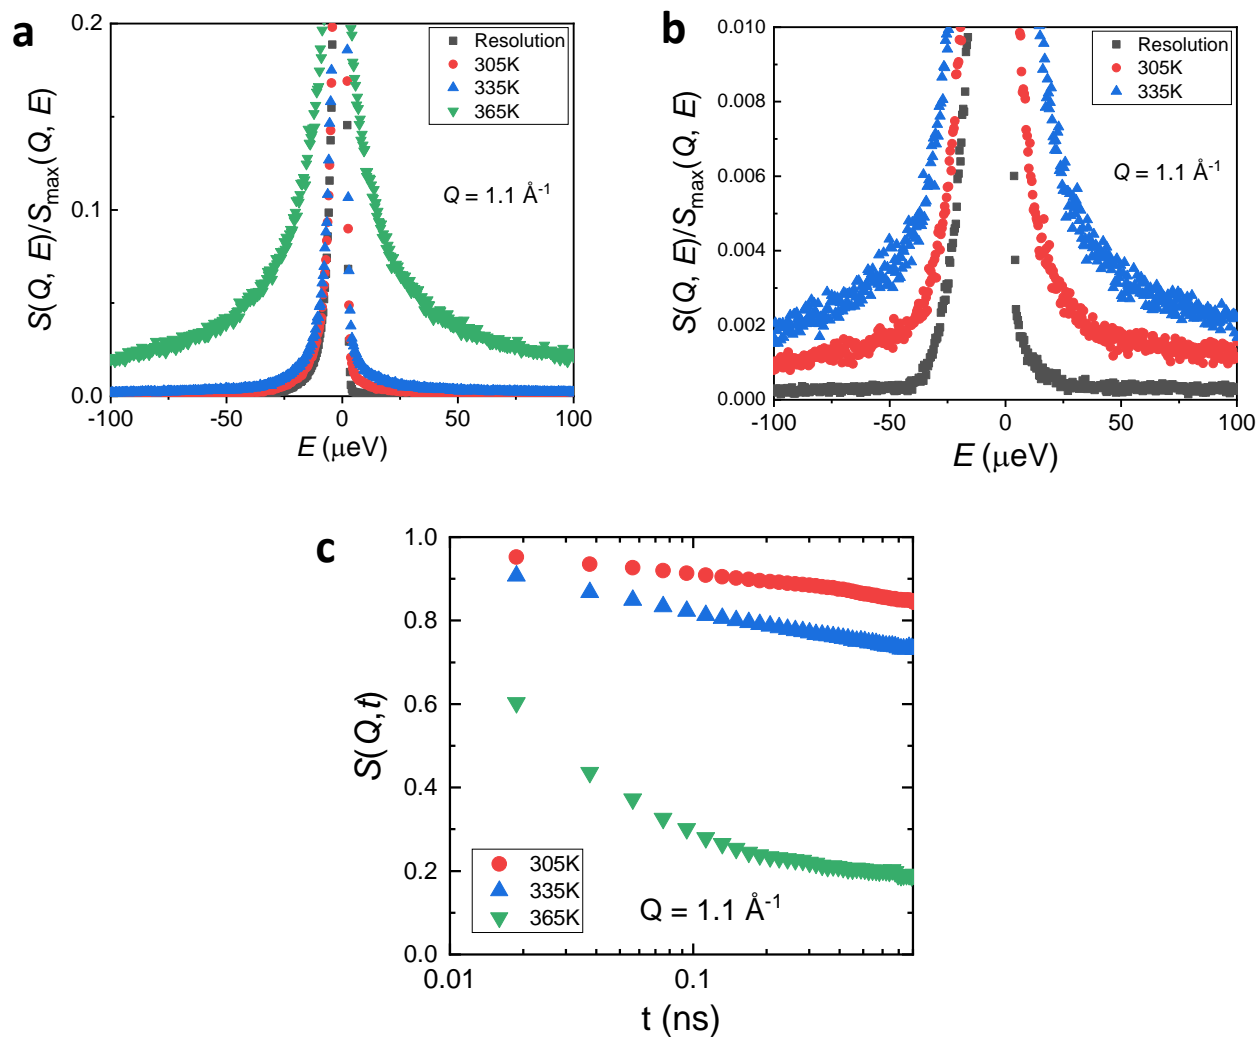 a
0.2
0.1
0.0
S(Q, E)/Smax(Q, E)
Resolution
305K
335K
365K
Q = 1.1 Å-1
-100
-50
0
50
100
E (μeV)
b
0.010
0.008
0.006
0.004
0.002
0.000
S(Q, E)/Smax(Q, E)
Resolution
305K
335K
Q = 1.1 Å-1
-100
-50
0
50
100
E (μeV)
c
1.0
0.8
0.6
0.4
0.2
0.0
S(Q,t)
305K
335K
365K
Q = 1.1 Å-1
0.01
0.1
t (ns)